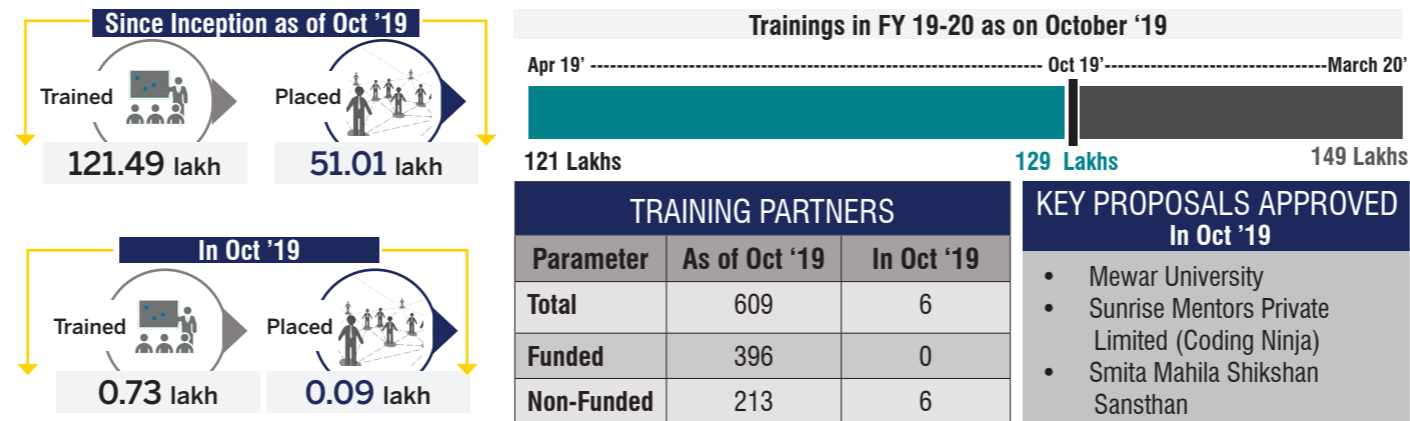 Since Inception as of Oct ’19
Trained
Placed
121.49 lakh
51.01 lakh
In Oct ’19
Trained
Placed
0.73 lakh
0.09 lakh
Trainings in FY 19-20 as on October ‘19
Apr 19’ Oct 19’ March 20’
121 Lakhs
129 Lakhs
149 Lakhs
TRAINING PARTNERS
Parameter As of Oct ‘19 In Oct ‘19
Total 609 6
Funded 396 0
Non-Funded 213 6
KEY PROPOSALS APPROVED
In Oct ’19
• Mewar University
• Sunrise Mentors Private
Limited (Coding Ninja)
• Smita Mahila Shikshan
Sansthan